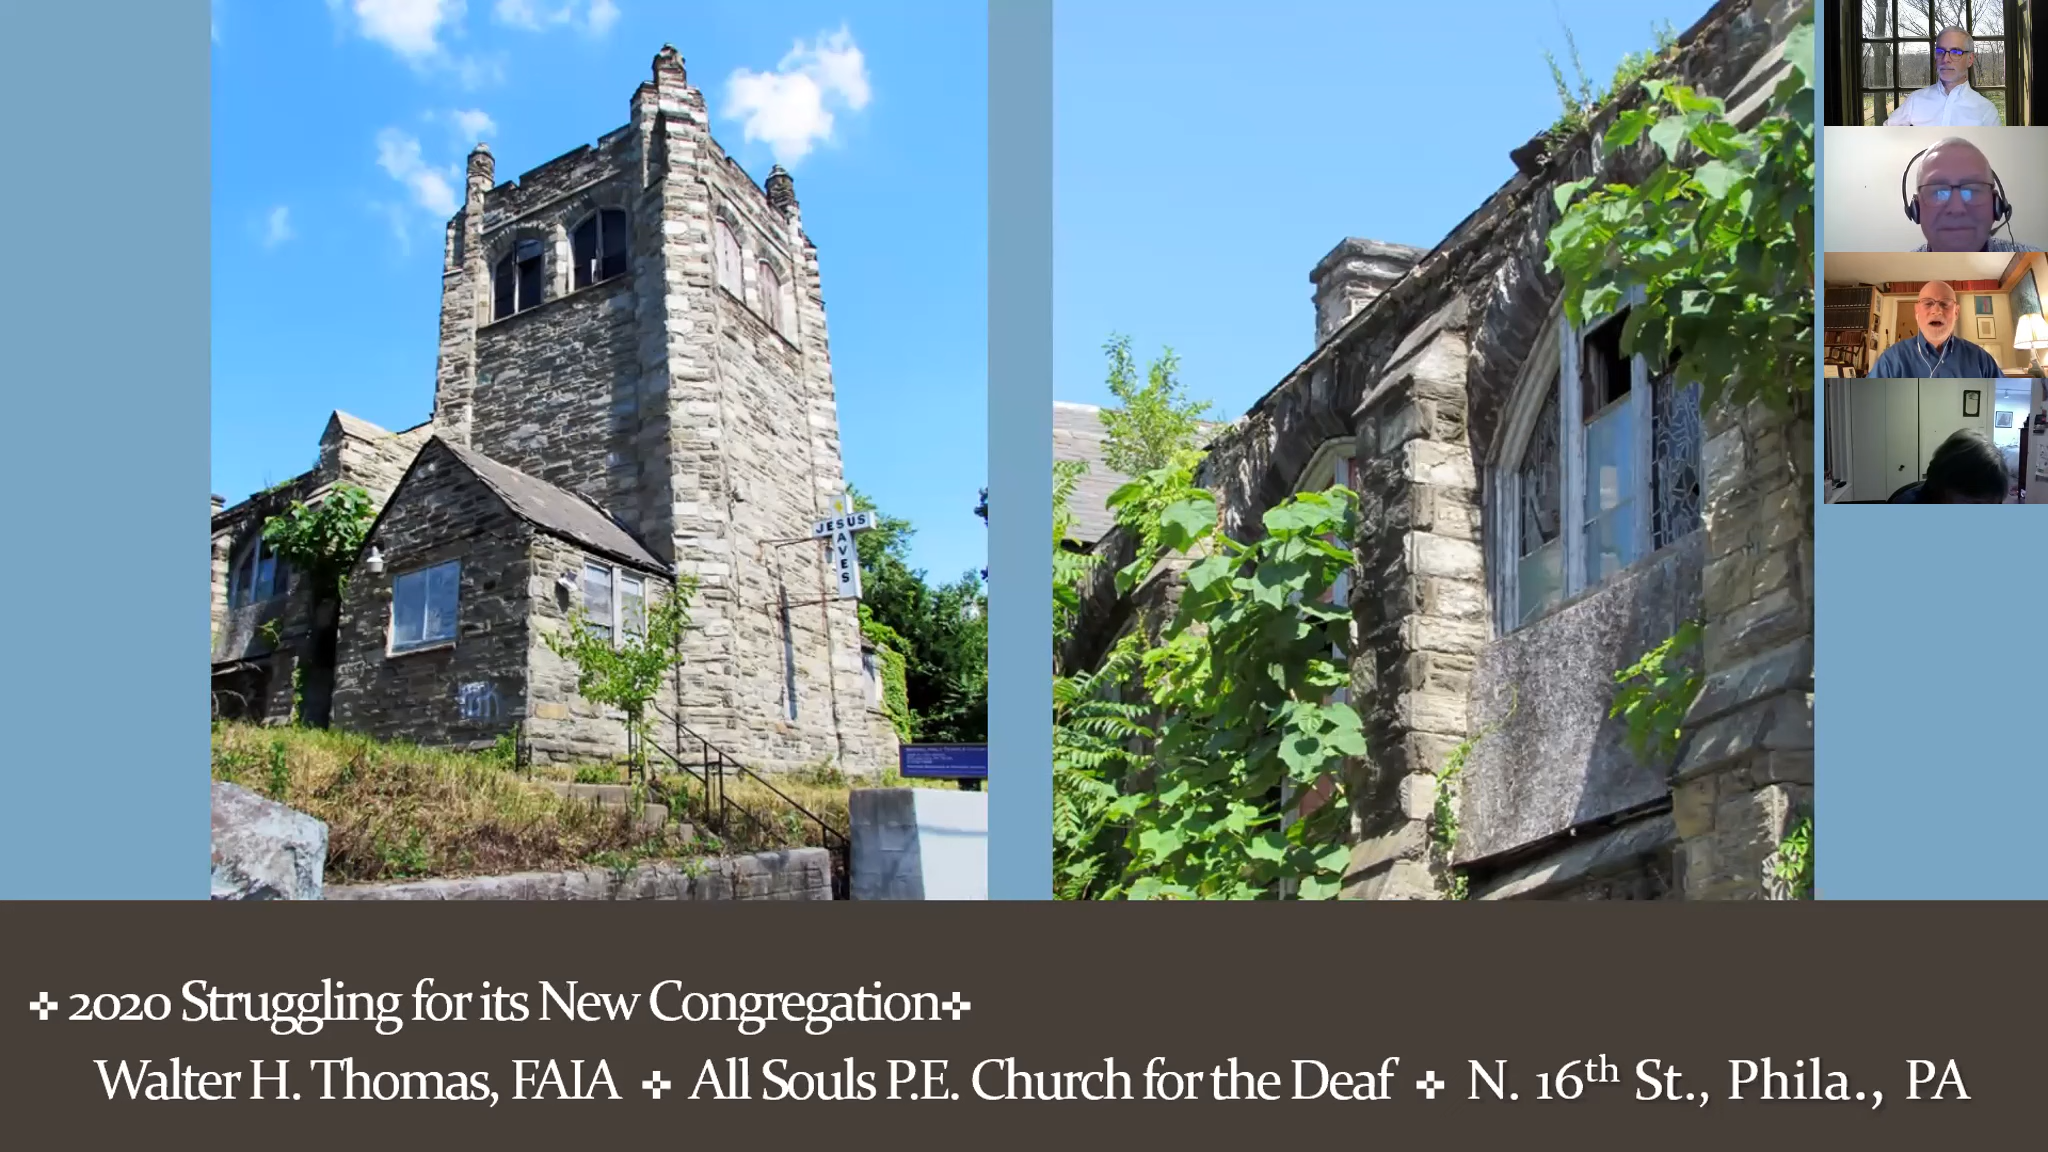 JESUS
SAVES
✣ 2020 Struggling for its New Congregation✣
Walter H. Thomas, FAIA ✣ All Souls P.E. Church for the Deaf ✣ N. 16th St., Phila., PA